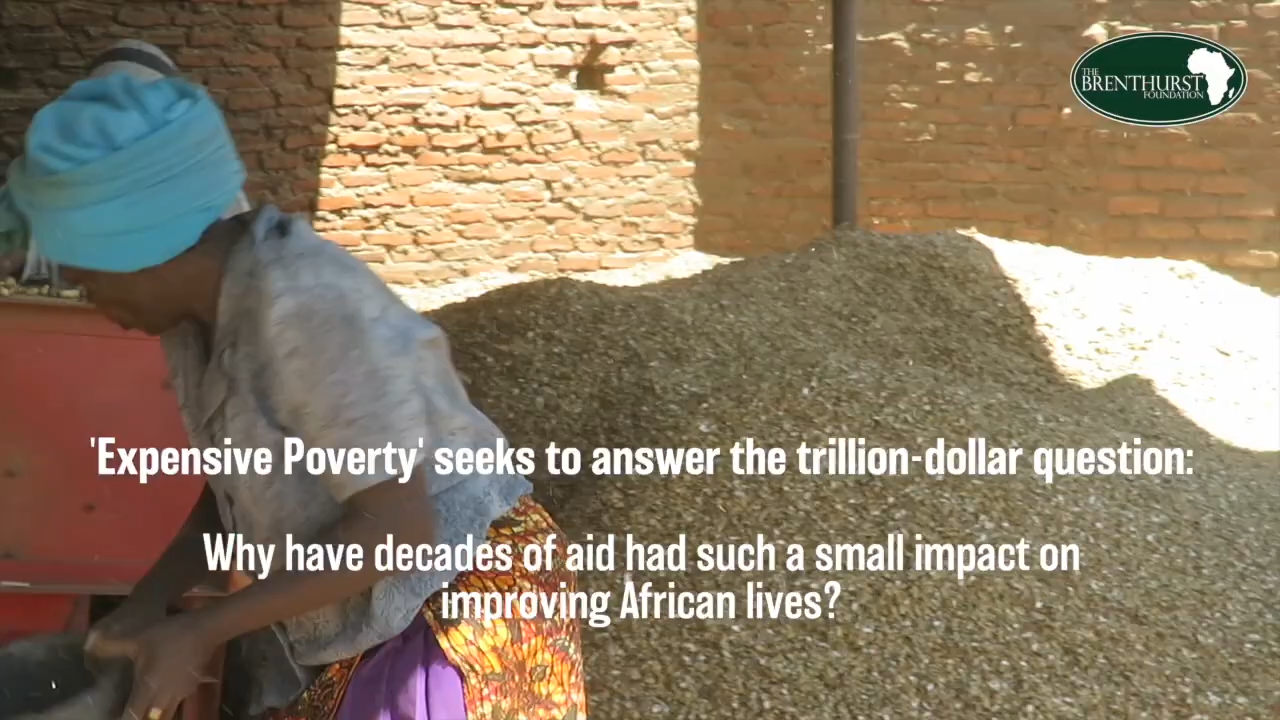 THE
BRENTHURST
FOUNDATION
'Expensive Poverty' seeks to answer the trillion-dollar question:
Why have decades of aid had such a small impact on
improving African lives?